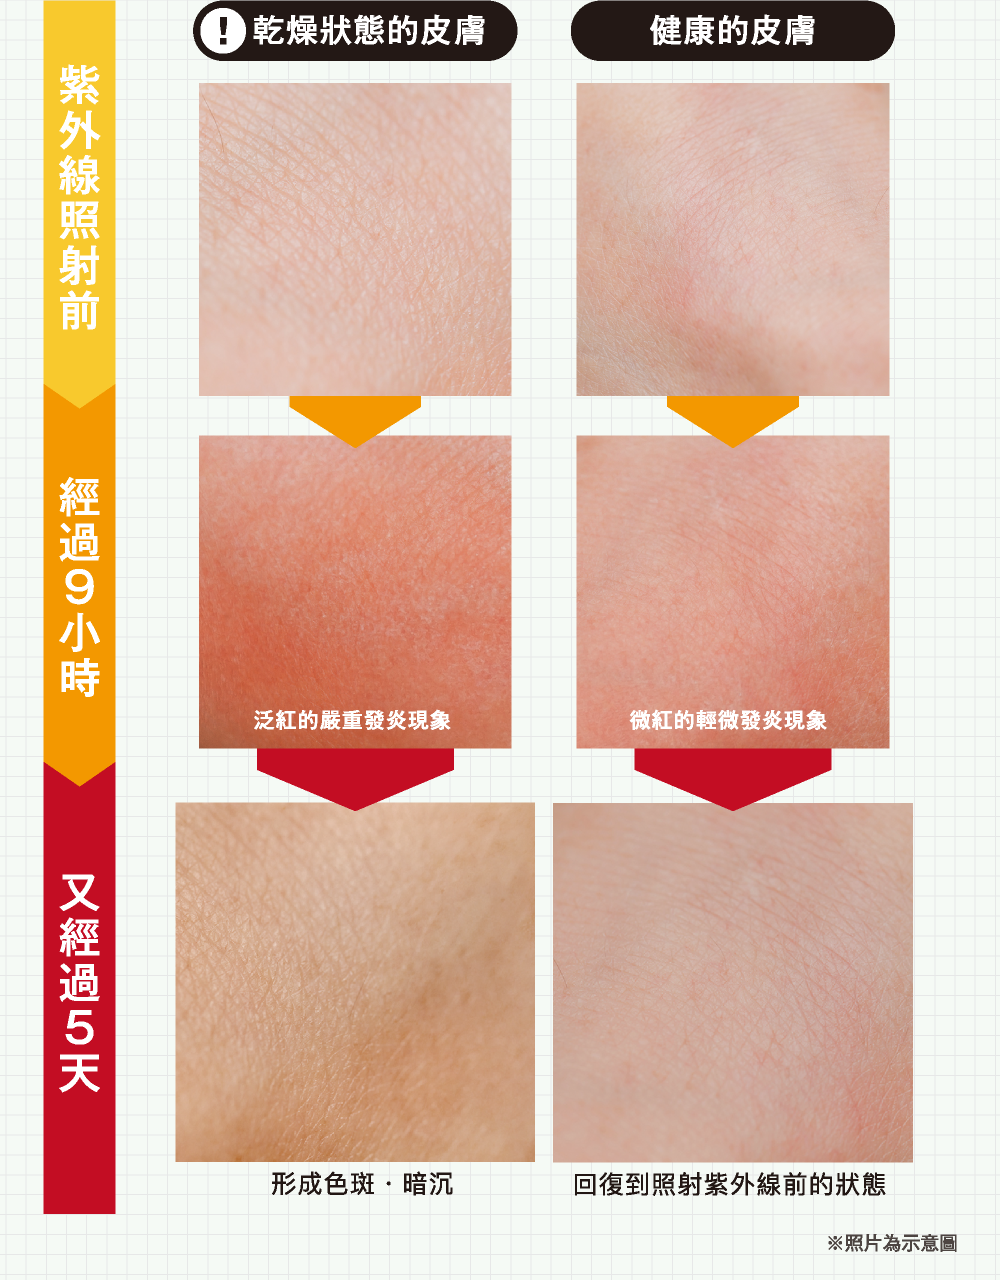 ! 乾燥狀態的皮膚
健康的皮膚
紫外線照射前
經過9小時
泛紅的嚴重發炎現象
微紅的輕微發炎現象
又經過5天
形成色斑・暗沉
回復到照射紫外線前的狀態
※照片為示意圖